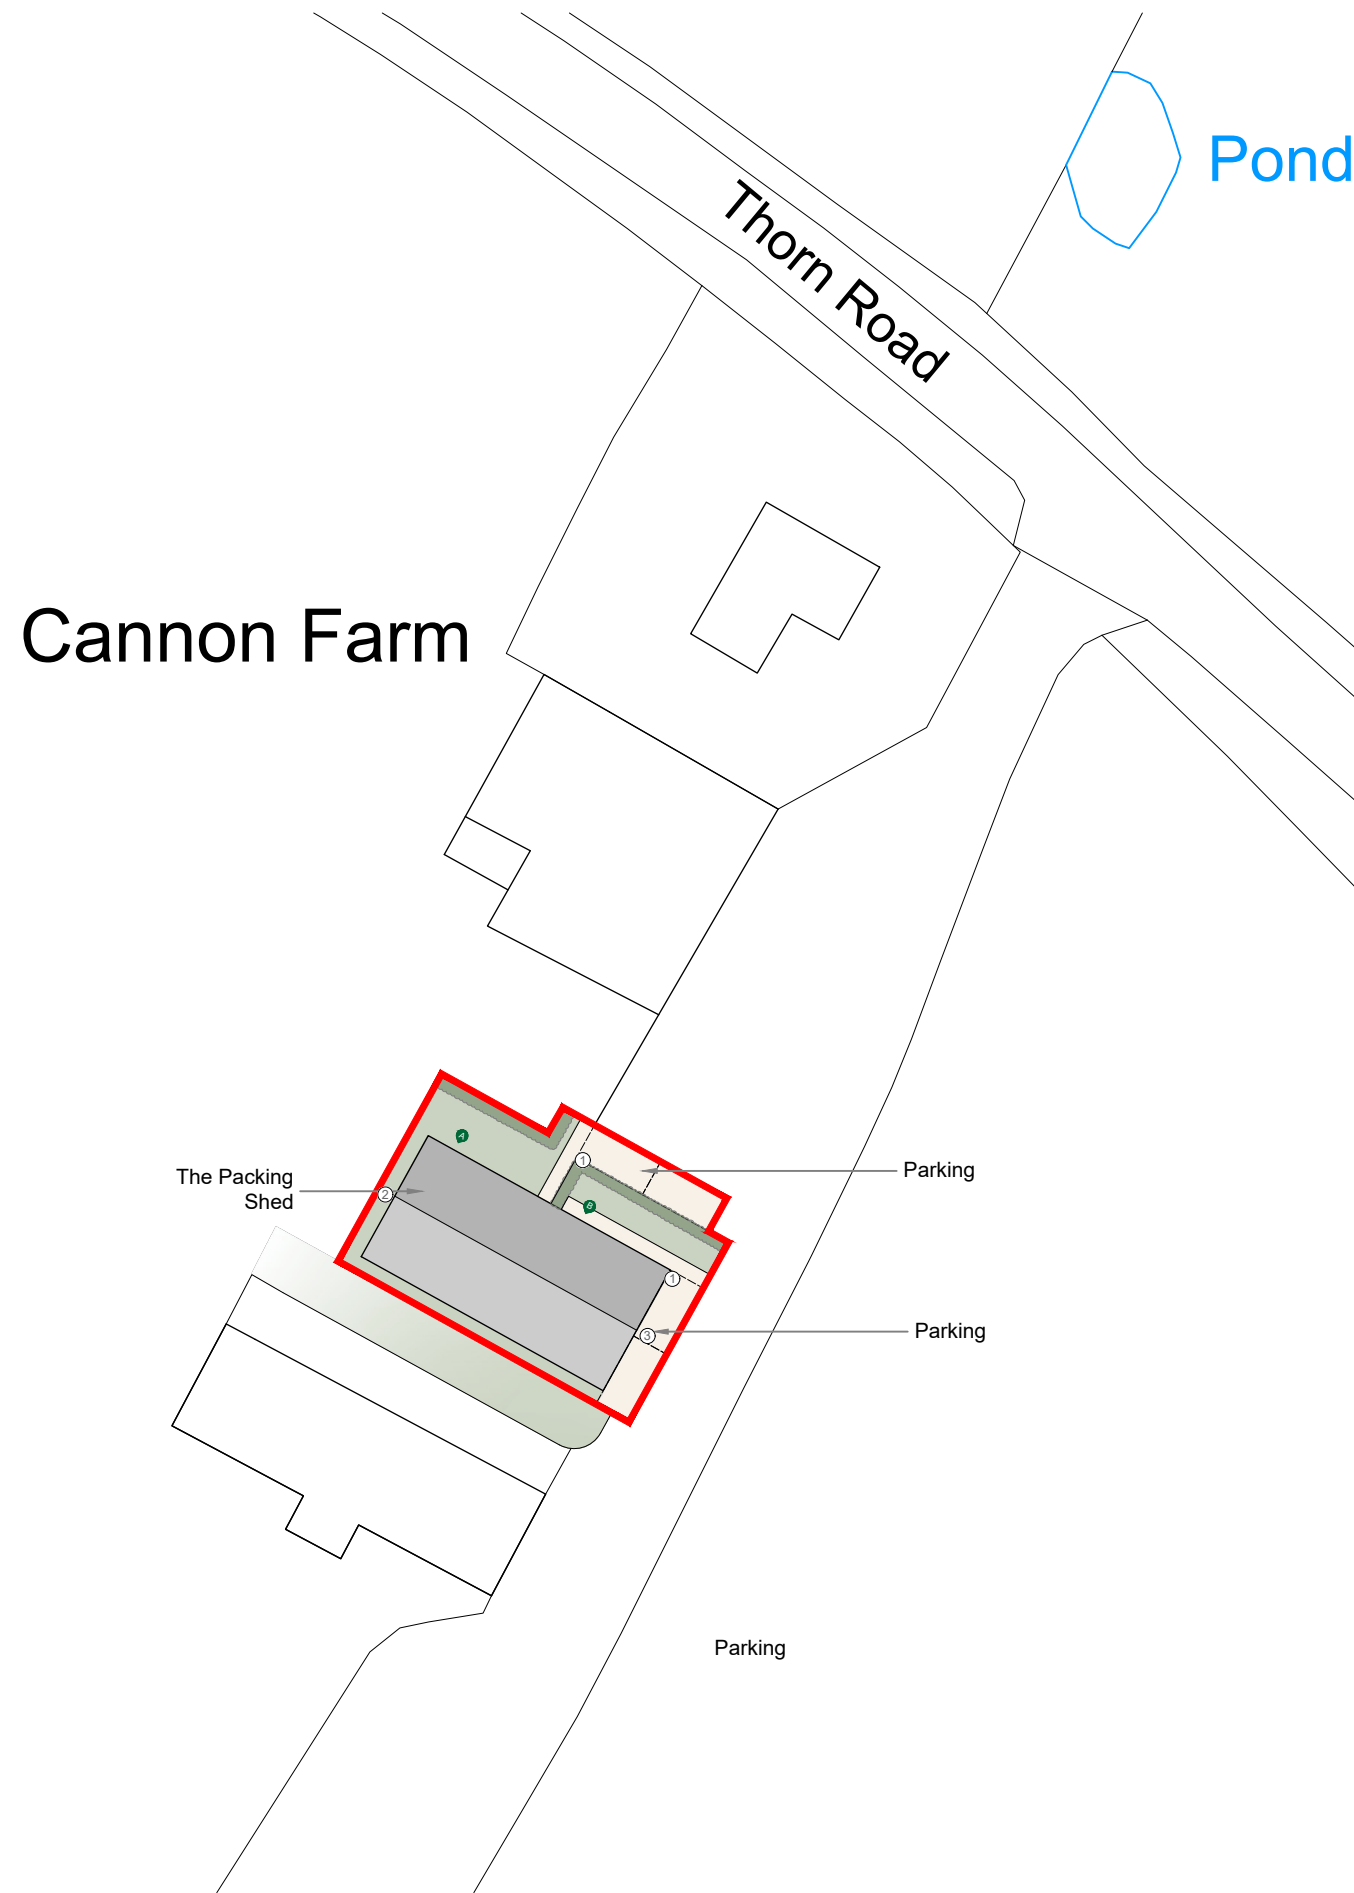 Pond
Thorn Road
Cannon Farm
A
1
Parking
The Packing
Shed
2
B
1
3
Parking
Parking